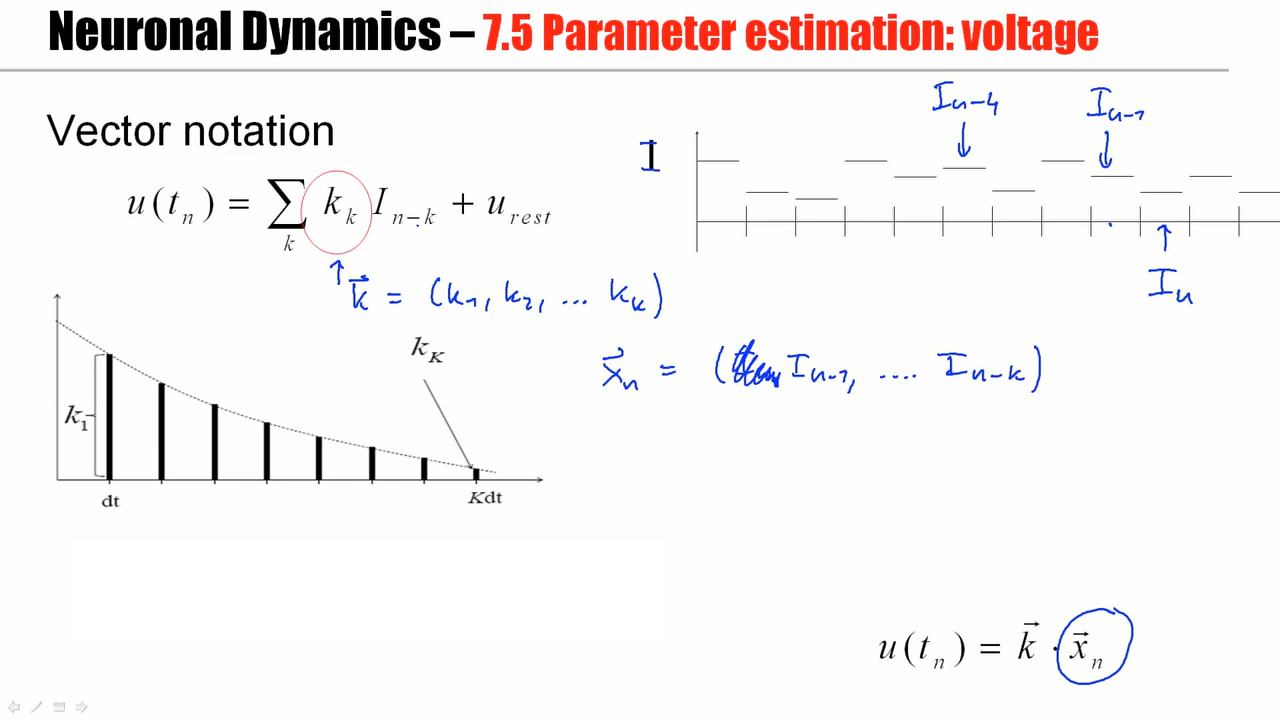 Neuronal Dynamics – 7.5 Parameter estimation: voltage
Vector notation
u(t_n) = ∑_k k_k I_{n-k} + u_rest
I
I_{n-4}
I_{n-1}
I_n
k⃗ = (k_1, k_2, ... k_K)
x⃗_n = ( I_{n-1}, .... I_{n-K})
k_1
k_K
dt
Kdt
u(t_n) = k⃗ · x⃗_n